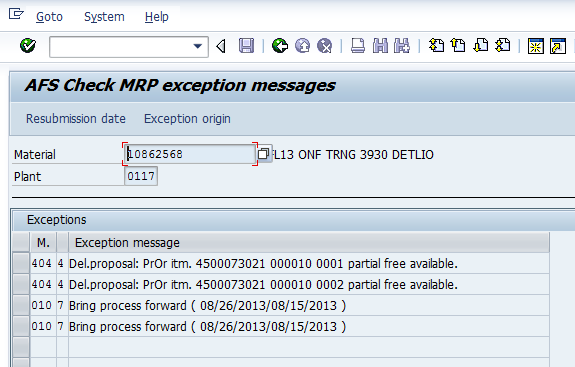 Goto System Help
AFS Check MRP exception messages
Resubmission date Exception origin
Material 10862568 L13 ONF TRNG 3930 DETLIO
Plant 0117
Exceptions
M. Exception message
404 4 Del.proposal: PrOr itm. 4500073021 000010 0001 partial free available.
404 4 Del.proposal: PrOr itm. 4500073021 000010 0002 partial free available.
010 7 Bring process forward ( 08/26/2013/08/15/2013 )
010 7 Bring process forward ( 08/26/2013/08/15/2013 )